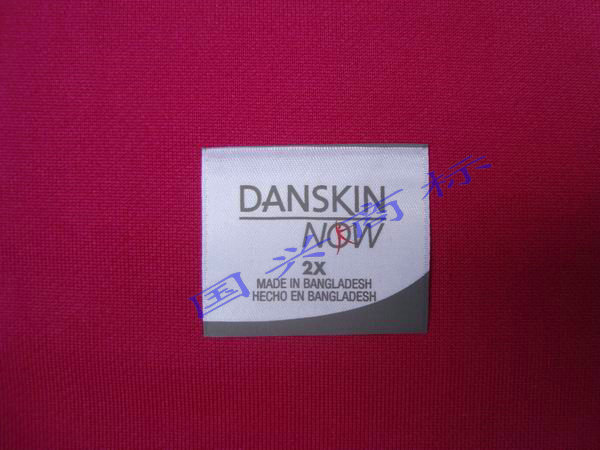 DANSKIN
NOW
2X
MADE IN BANGLADESH
HECHO EN BANGLADESH
国兴商标